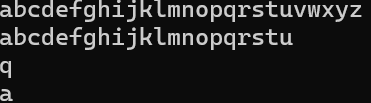 abcdefghijklmnopqrstuvwxyz
abcdefghijklmnopqrstu
q
a